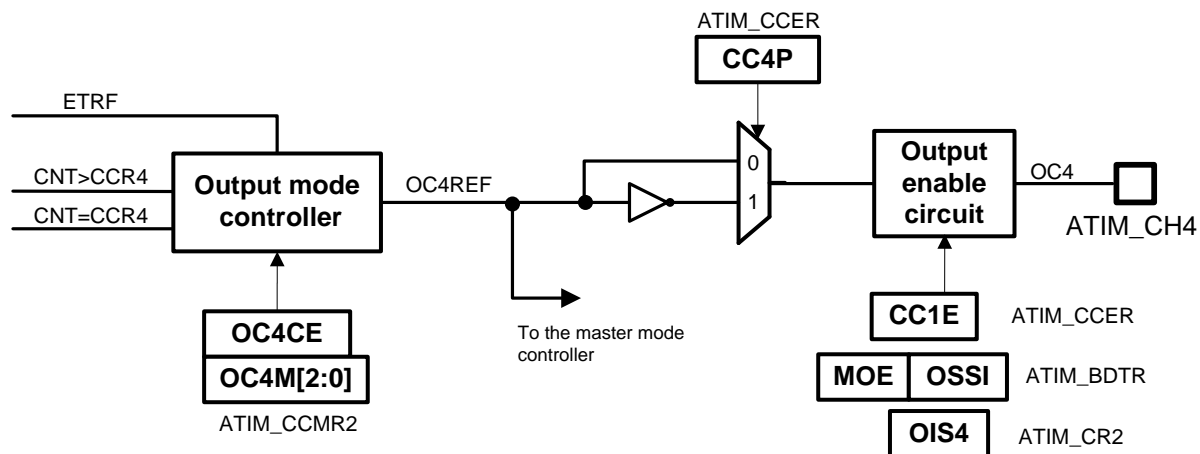 ATIM_CCER
CC4P
ETRF
CNT>CCR4
CNT=CCR4
Output mode
controller
OC4REF
0
1
Output
enable
circuit
OC4
ATIM_CH4
To the master mode
controller
OC4CE
OC4M[2:0]
ATIM_CCMR2
CC1E
ATIM_CCER
MOE
OSSI
ATIM_BDTR
OIS4
ATIM_CR2